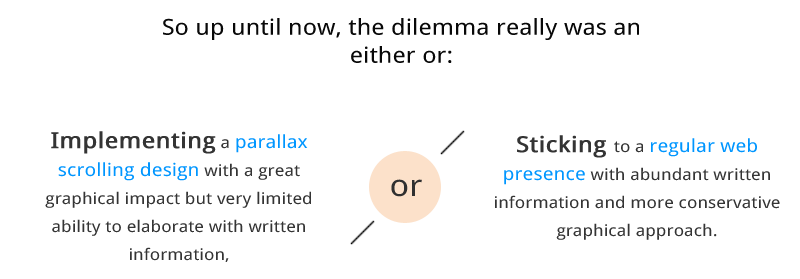 So up until now, the dilemma really was an
either or:
Implementing a parallax
scrolling design with a great
graphical impact but very limited
ability to elaborate with written
information,
or
Sticking to a regular web
presence with abundant written
information and more conservative
graphical approach.